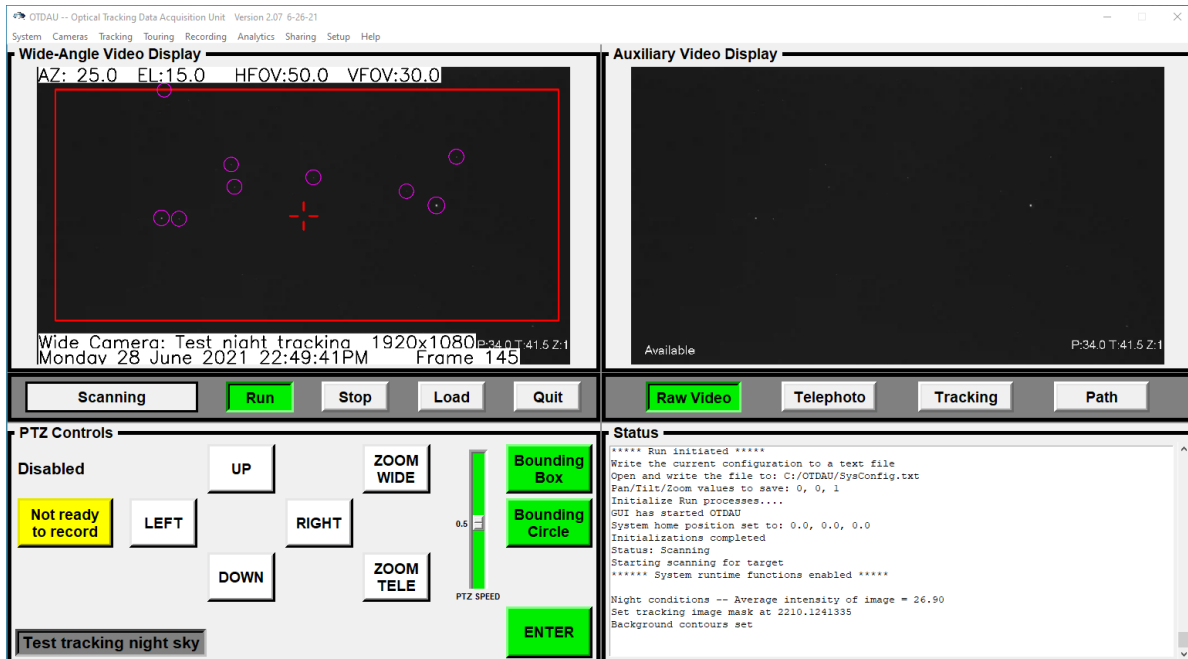 OTDAU -- Optical Tracking Data Acquisition Unit Version 2.07 6-26-21
System Cameras Tracking Touring Recording Analytics Sharing Setup Help
Wide-Angle Video Display
AZ: 25.0 EL:15.0 HFOV:50.0 VFOV:30.0
Wide Camera: Test night tracking 1920x1080
P:34.0 T:41.5 Z:1
Monday 28 June 2021 22:49:41PM Frame 145
Auxiliary Video Display
Available
P:34.0 T:41.5 Z:1
Scanning Run Stop Load Quit
Raw Video Telephoto Tracking Path
PTZ Controls
Disabled
UP
ZOOM
WIDE
Bounding
Box
Not ready
to record
LEFT
RIGHT
0.5
Bounding
Circle
DOWN
ZOOM
TELE
PTZ SPEED
ENTER
Test tracking night sky
Status
***** Run initiated *****
Write the current configuration to a text file
Open and write the file to: C:/OTDAU/SysConfig.txt
Pan/Tilt/Zoom values to save: 0, 0, 1
Initialize Run processes....
GUI has started OTDAU
System home position set to: 0.0, 0.0, 0.0
Initializations completed
Status: Scanning
Starting scanning for target
****** System runtime functions enabled *****
Night conditions -- Average intensity of image = 26.90
Set tracking image mask at 2210.1241335
Background contours set